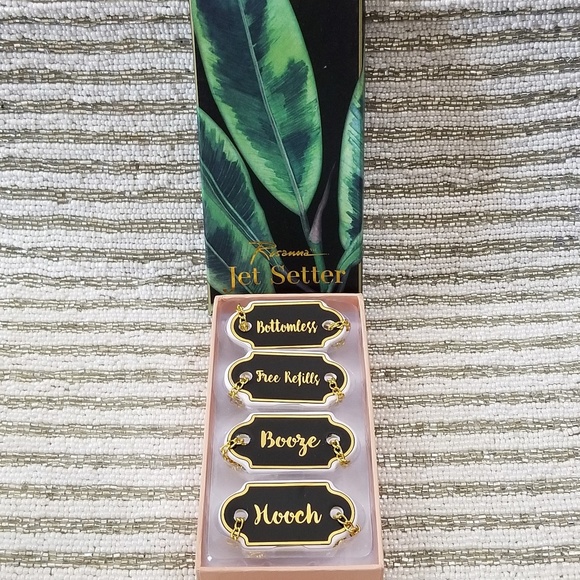 Rosanna
Jet Setter
Bottomless
Free Refills
Booze
Hooch